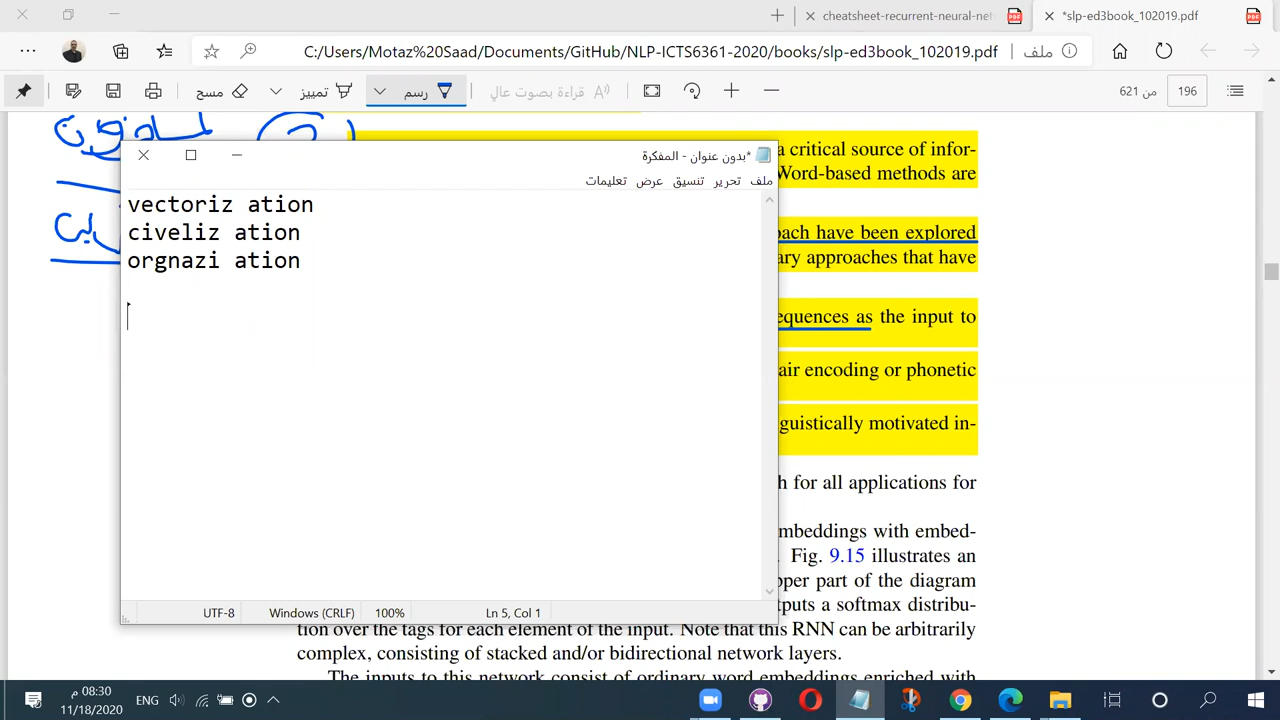 cheatsheet-recurrent-neural-net
*slp-ed3book_102019.pdf
C:/Users/Motaz%20Saad/Documents/GitHub/NLP-ICTS6361-2020/books/slp-ed3book_102019.pdf
ملف
مسح
تمييز
رسم
قراءة بصوت عالٍ
من 621
196
*بدون عنوان - المفكرة
ملف تحرير تنسيق عرض تعليمات
vectoriz ation
civeliz ation
orgnazi ation
UTF-8
Windows (CRLF)
100%
Ln 5, Col 1
a critical source of infor-
Word-based methods are
ach have been explored
ary approaches that have
equences as the input to
air encoding or phonetic
guistically motivated in-
h for all applications for
mbeddings with embed-
Fig. 9.15 illustrates an
pper part of the diagram
tputs a softmax distribu-
tion over the tags for each element of the input. Note that this RNN can be arbitrarily
complex, consisting of stacked and/or bidirectional network layers.
The inputs to this network consist of ordinary word embeddings enriched with
08:30 م
11/18/2020
ENG